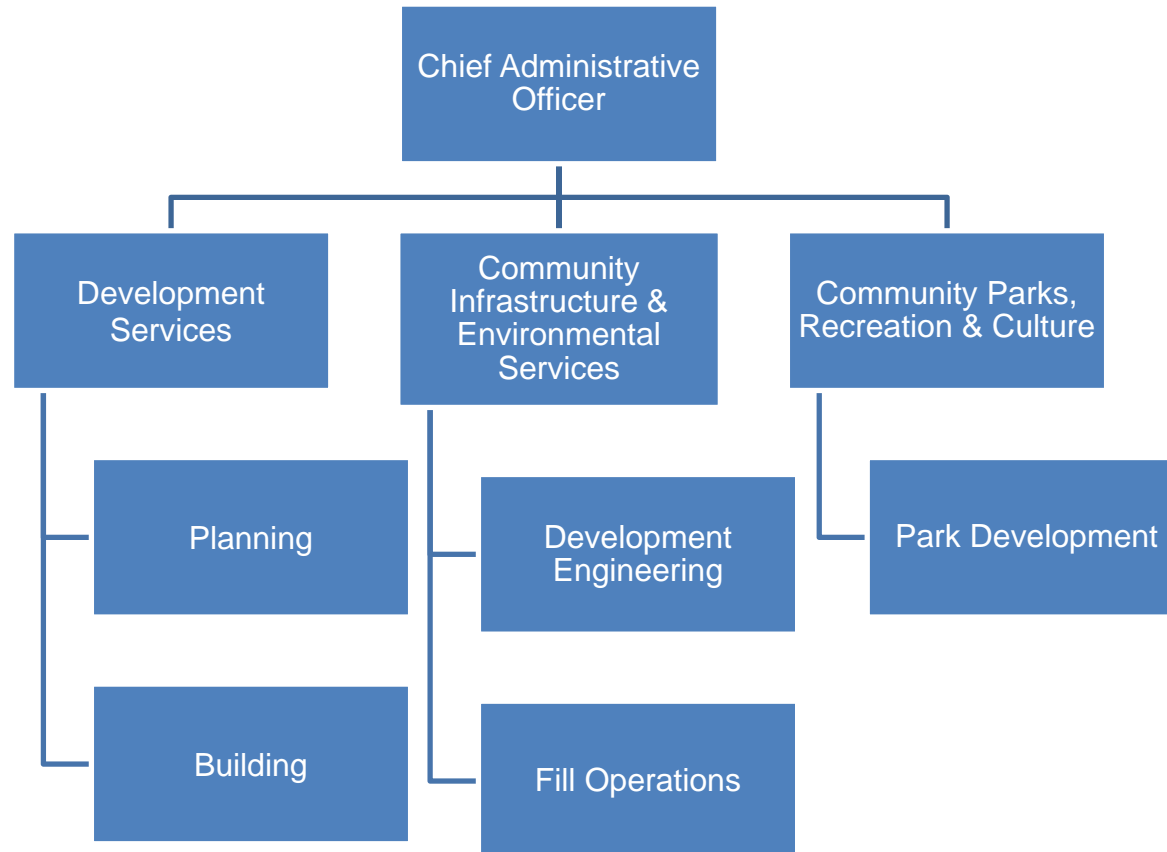 Chief Administrative
Officer
Development
Services
Community
Infrastructure &
Environmental
Services
Community Parks,
Recreation & Culture
Planning
Development
Engineering
Park Development
Building
Fill Operations